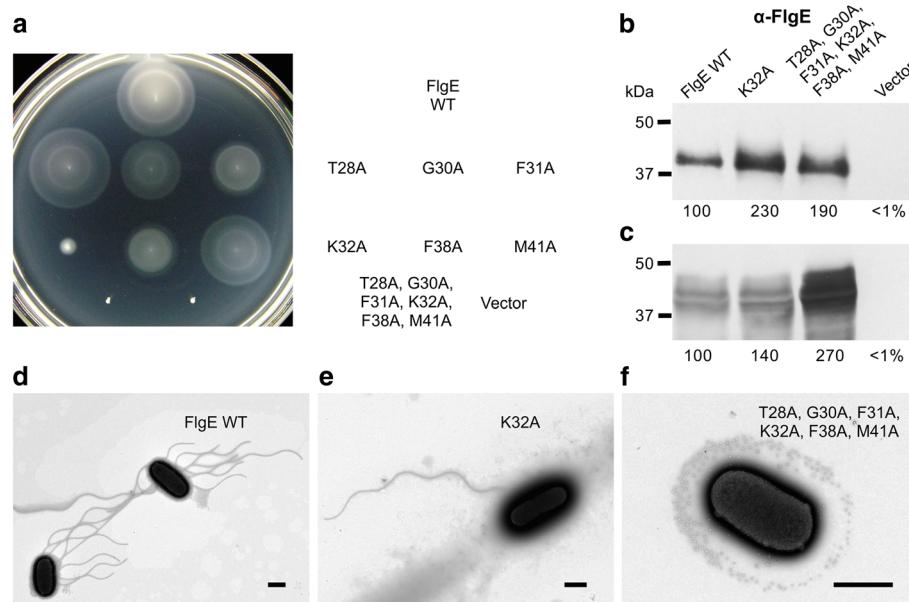 a
FlgE
WT
T28A G30A F31A
K32A F38A M41A
T28A, G30A,
F31A, K32A,
F38A, M41A
Vector
b
α-FlgE
kDa
FlgE WT
K32A
T28A, G30A,
F31A, K32A,
F38A, M41A
Vector
50
37
100 230 190 <1%
c
50
37
100 140 270 <1%
d
FlgE WT
e
K32A
f
T28A, G30A, F31A,
K32A, F38A, M41A